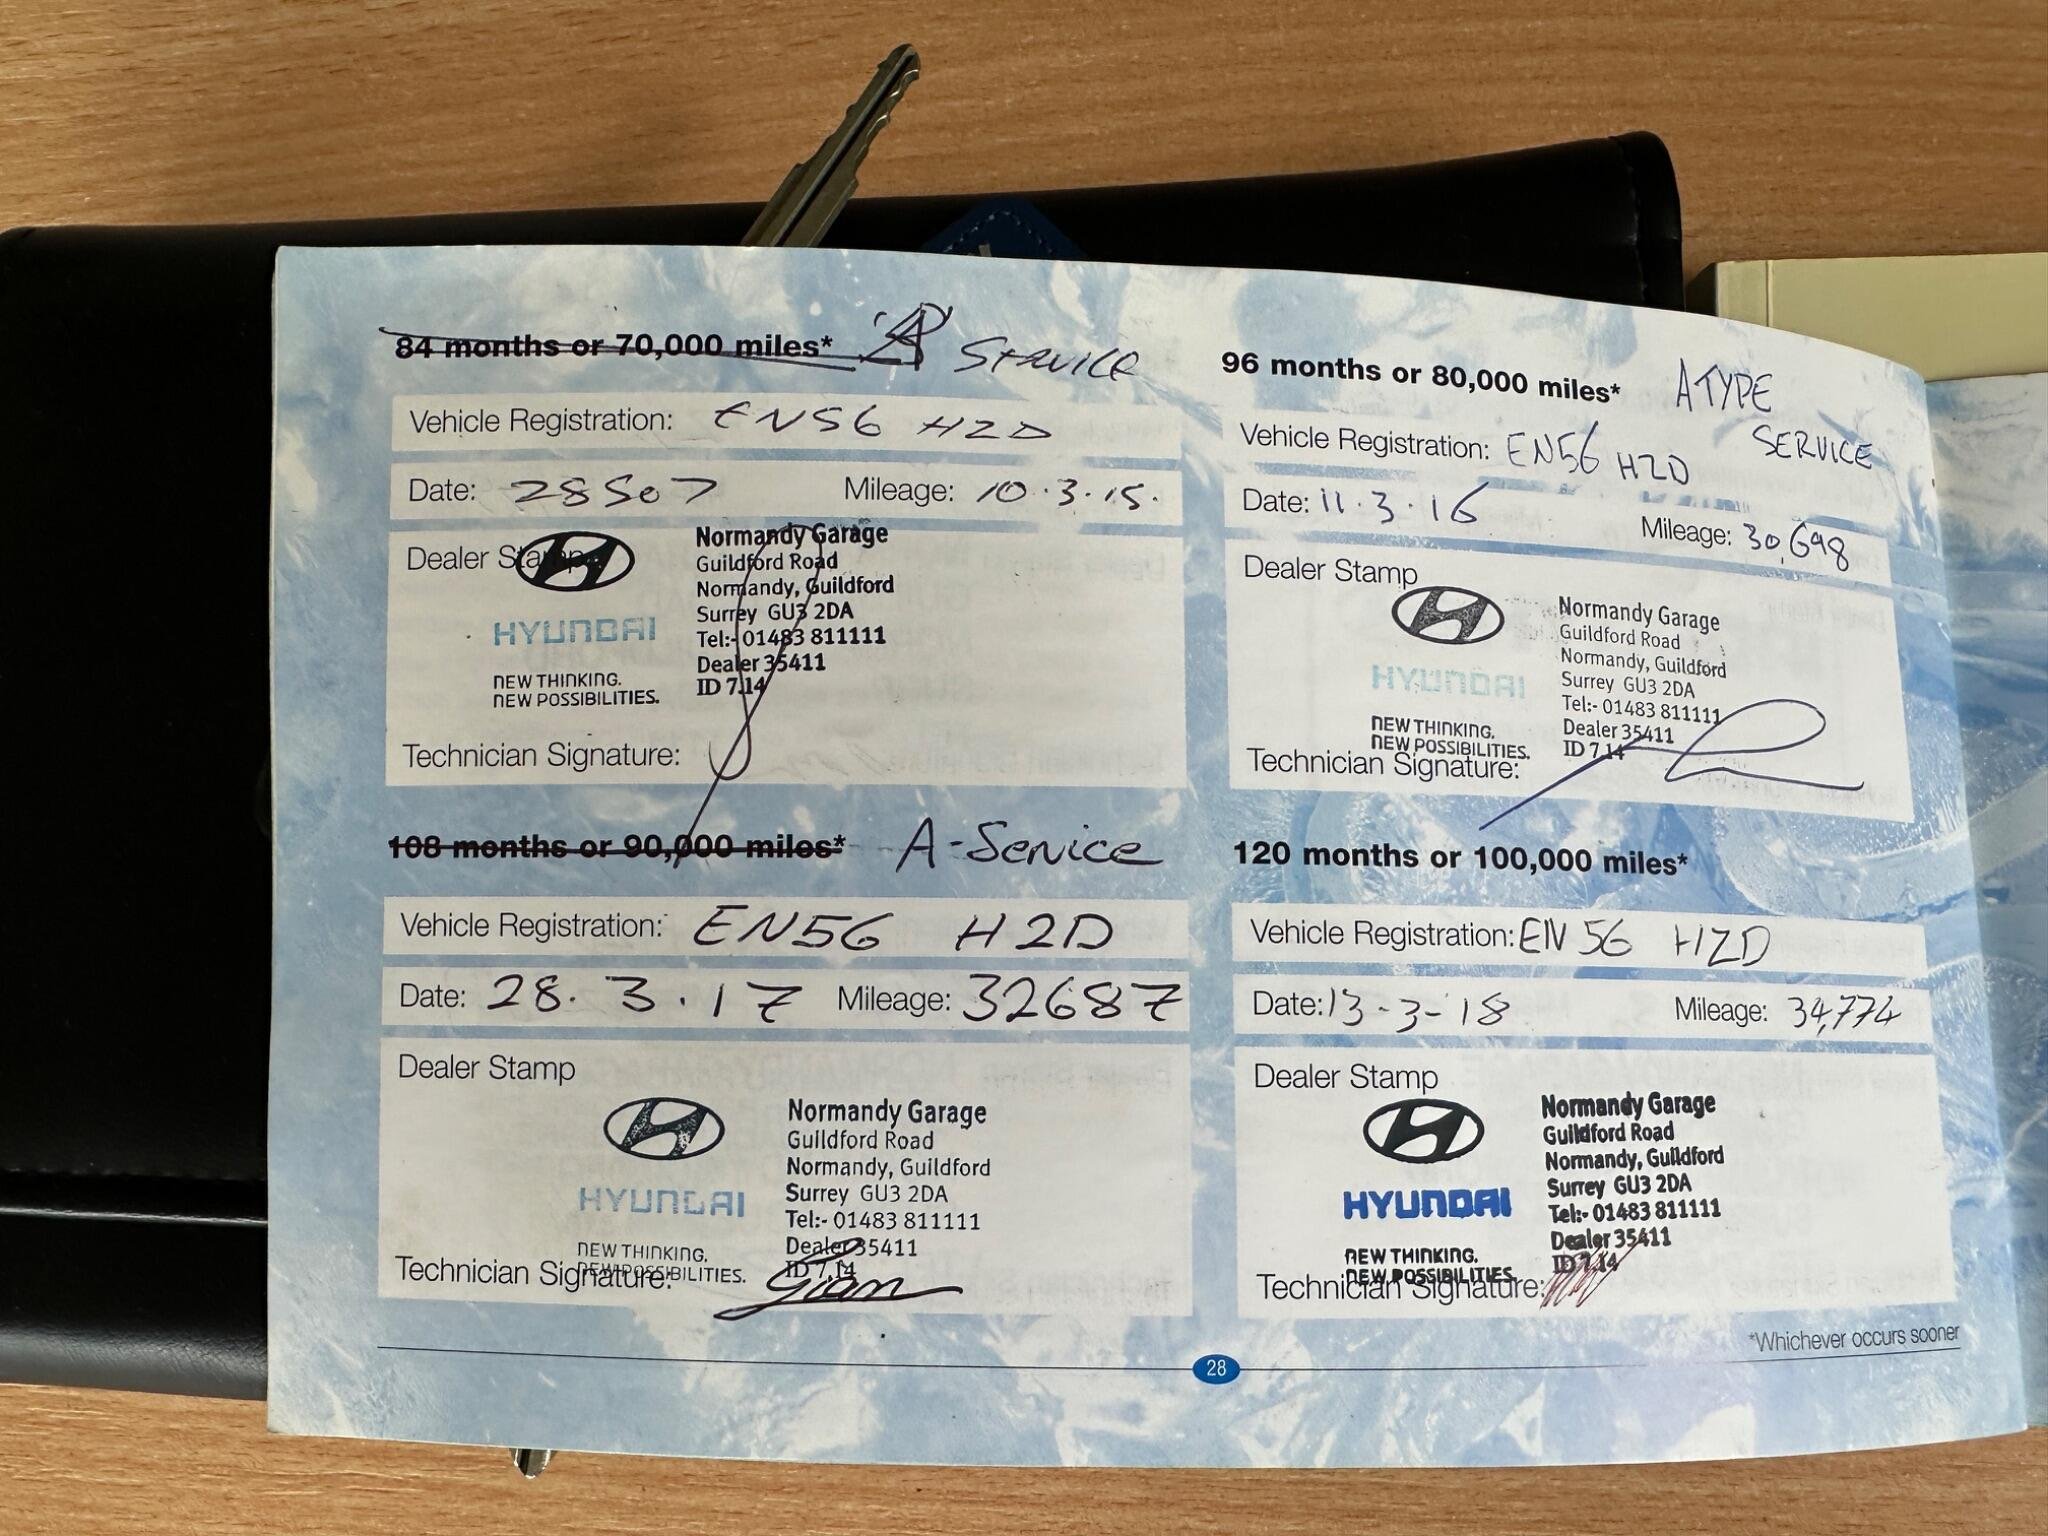 84 months or 70,000 miles* A SERVICE
Vehicle Registration: EN56 HZD
Date: 28507 Mileage: 10.3.15.
Dealer Stamp
HYUNDAI
NEW THINKING.
NEW POSSIBILITIES.
Normandy Garage
Guildford Road
Normandy, Guildford
Surrey GU3 2DA
Tel:- 01483 811111
Dealer 35411
ID 7.14
Technician Signature:
96 months or 80,000 miles* A TYPE
SERVICE
Vehicle Registration: EN56 HZD
Date: 11.3.16 Mileage: 30,698
Dealer Stamp
HYUNDAI
NEW THINKING.
NEW POSSIBILITIES.
Normandy Garage
Guildford Road
Normandy, Guildford
Surrey GU3 2DA
Tel:- 01483 811111
Dealer 35411
ID 7.14
Technician Signature:
108 months or 90,000 miles* A-Service
Vehicle Registration: EN56 H2D
Date: 28.3.17 Mileage: 32687
Dealer Stamp
HYUNDAI
NEW THINKING.
NEW POSSIBILITIES.
Normandy Garage
Guildford Road
Normandy, Guildford
Surrey GU3 2DA
Tel:- 01483 811111
Dealer 35411
ID 7.14
Technician Signature:
120 months or 100,000 miles*
Vehicle Registration: EN56 HZD
Date: 13-3-18 Mileage: 34,774
Dealer Stamp
HYUNDAI
NEW THINKING.
NEW POSSIBILITIES.
Normandy Garage
Guildford Road
Normandy, Guildford
Surrey GU3 2DA
Tel:- 01483 811111
Dealer 35411
ID 7.14
Technician Signature:
*Whichever occurs sooner
28